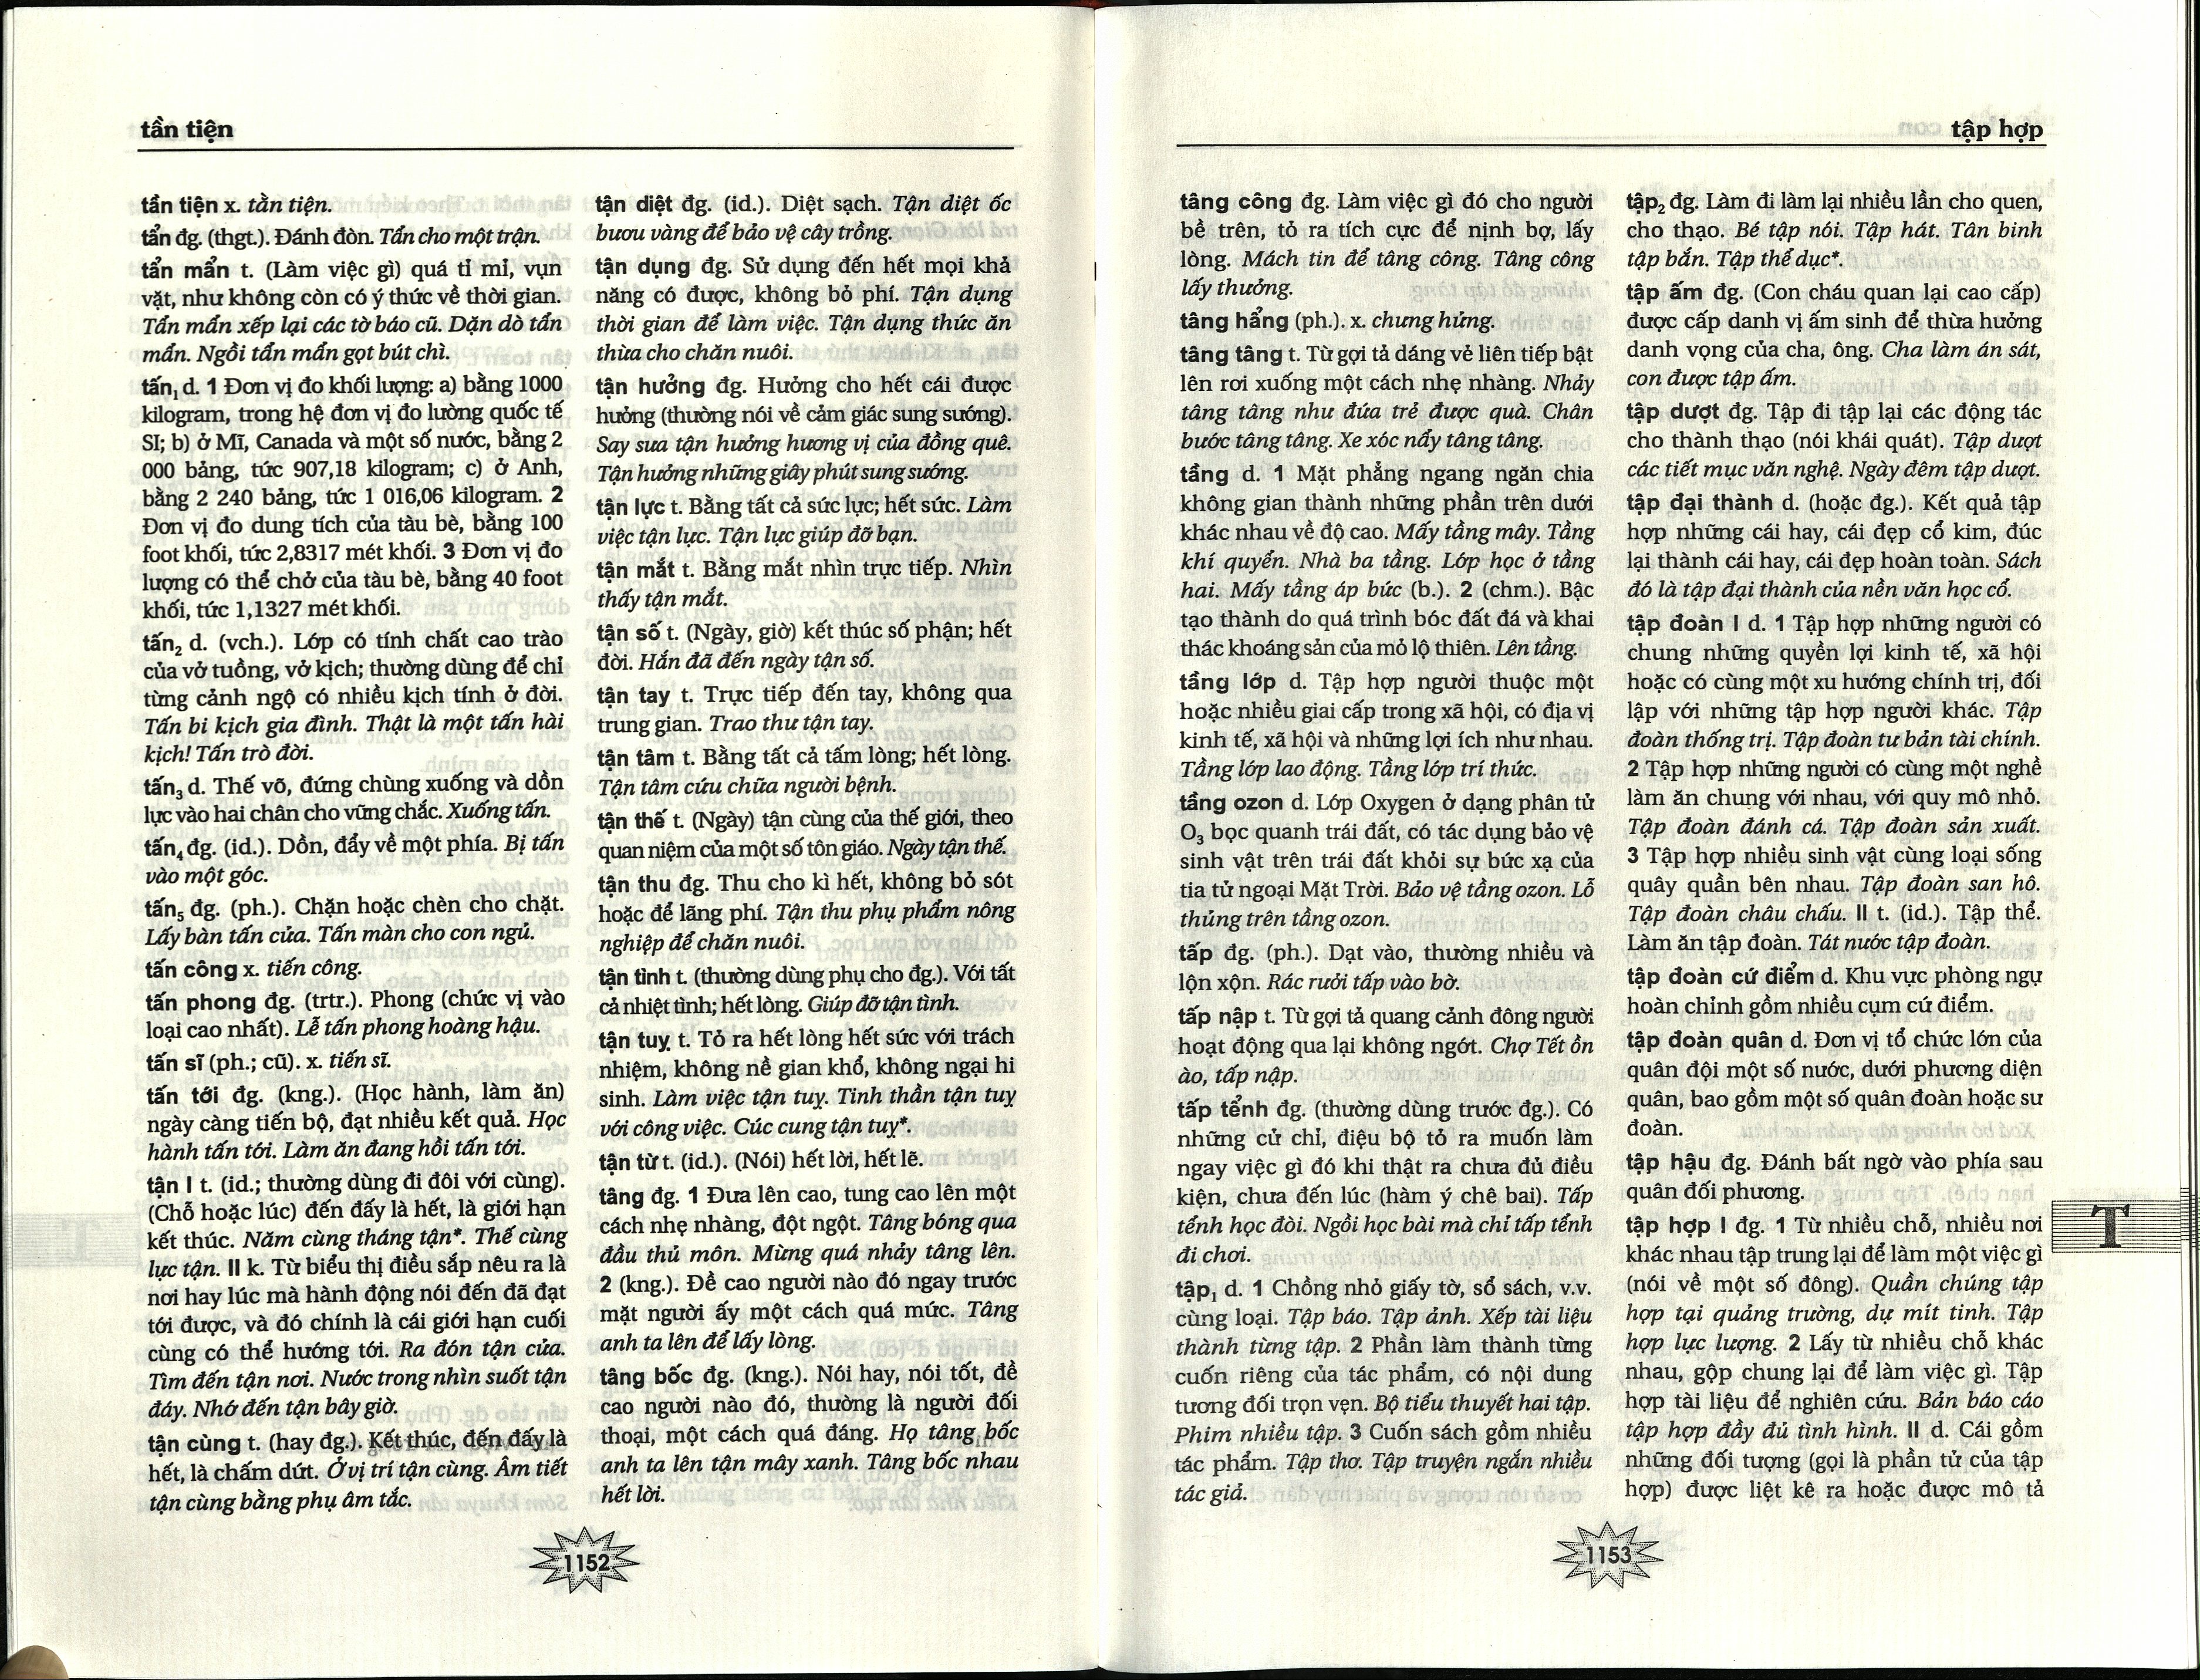 tần tiện
tần tiện x. tằn tiện.
tẩn đg. (thgt.). Đánh đòn. Tẩn cho một trận.
tẩn mẩn t. (Làm việc gì) quá tỉ mỉ, vụn
vặt, như không còn có ý thức về thời gian.
Tẩn mẩn xếp lại các tờ báo cũ. Dặn dò tẩn
mẩn. Ngồi tẩn mẩn gọt bút chì.
tấn₁ d. 1 Đơn vị đo khối lượng: a) bằng 1000
kilogram, trong hệ đơn vị đo lường quốc tế
SI; b) ở Mĩ, Canada và một số nước, bằng 2
000 bảng, tức 907,18 kilogram; c) ở Anh,
bằng 2 240 bảng, tức 1 016,06 kilogram. 2
Đơn vị đo dung tích của tàu bè, bằng 100
foot khối, tức 2,8317 mét khối. 3 Đơn vị đo
lượng có thể chở của tàu bè, bằng 40 foot
khối, tức 1,1327 mét khối.
tấn₂ d. (vch.). Lớp có tính chất cao trào
của vở tuồng, vở kịch; thường dùng để chỉ
từng cảnh ngộ có nhiều kịch tính ở đời.
Tấn bi kịch gia đình. Thật là một tấn hài
kịch! Tấn trò đời.
tấn₃ d. Thế võ, đứng chùng xuống và dồn
lực vào hai chân cho vững chắc. Xuống tấn.
tấn₄ đg. (id.). Dồn, đẩy về một phía. Bị tấn
vào một góc.
tấn₅ đg. (ph.). Chặn hoặc chèn cho chặt.
Lấy bàn tấn cửa. Tấn màn cho con ngủ.
tấn công x. tiến công.
tấn phong đg. (trtr.). Phong (chức vị vào
loại cao nhất). Lễ tấn phong hoàng hậu.
tấn sĩ (ph.; cũ). x. tiến sĩ.
tấn tới đg. (kng.). (Học hành, làm ăn)
ngày càng tiến bộ, đạt nhiều kết quả. Học
hành tấn tới. Làm ăn đang hồi tấn tới.
tận I t. (id.; thường dùng đi đôi với cùng).
(Chỗ hoặc lúc) đến đấy là hết, là giới hạn
kết thúc. Năm cùng tháng tận*. Thế cùng
lực tận. II k. Từ biểu thị điều sắp nêu ra là
nơi hay lúc mà hành động nói đến đã đạt
tới được, và đó chính là cái giới hạn cuối
cùng có thể hướng tới. Ra đón tận cửa.
Tìm đến tận nơi. Nước trong nhìn suốt tận
đáy. Nhớ đến tận bây giờ.
tận cùng t. (hay đg.). Kết thúc, đến đấy là
hết, là chấm dứt. Ở vị trí tận cùng. Âm tiết
tận cùng bằng phụ âm tắc.
tận diệt đg. (id.). Diệt sạch. Tận diệt ốc
bươu vàng để bảo vệ cây trồng.
tận dụng đg. Sử dụng đến hết mọi khả
năng có được, không bỏ phí. Tận dụng
thời gian để làm việc. Tận dụng thức ăn
thừa cho chăn nuôi.
tận hưởng đg. Hưởng cho hết cái được
hưởng (thường nói về cảm giác sung sướng).
Say sưa tận hưởng hương vị của đồng quê.
Tận hưởng những giây phút sung sướng.
tận lực t. Bằng tất cả sức lực; hết sức. Làm
việc tận lực. Tận lực giúp đỡ bạn.
tận mắt t. Bằng mắt nhìn trực tiếp. Nhìn
thấy tận mắt.
tận số t. (Ngày, giờ) kết thúc số phận; hết
đời. Hắn đã đến ngày tận số.
tận tay t. Trực tiếp đến tay, không qua
trung gian. Trao thư tận tay.
tận tâm t. Bằng tất cả tấm lòng; hết lòng.
Tận tâm cứu chữa người bệnh.
tận thế t. (Ngày) tận cùng của thế giới, theo
quan niệm của một số tôn giáo. Ngày tận thế.
tận thu đg. Thu cho kì hết, không bỏ sót
hoặc để lãng phí. Tận thu phụ phẩm nông
nghiệp để chăn nuôi.
tận tình t. (thường dùng phụ cho đg.). Với tất
cả nhiệt tình; hết lòng. Giúp đỡ tận tình.
tận tuỵ t. Tỏ ra hết lòng hết sức với trách
nhiệm, không nề gian khổ, không ngại hi
sinh. Làm việc tận tuỵ. Tinh thần tận tuỵ
với công việc. Cúc cung tận tuỵ*.
tận từ t. (id.). (Nói) hết lời, hết lẽ.
tâng đg. 1 Đưa lên cao, tung cao lên một
cách nhẹ nhàng, đột ngột. Tâng bóng qua
đầu thủ môn. Mừng quá nhảy tâng lên.
2 (kng.). Đề cao người nào đó ngay trước
mặt người ấy một cách quá mức. Tâng
anh ta lên để lấy lòng.
tâng bốc đg. (kng.). Nói hay, nói tốt, đề
cao người nào đó, thường là người đối
thoại, một cách quá đáng. Họ tâng bốc
anh ta lên tận mây xanh. Tâng bốc nhau
hết lời.
1152
tập hợp
tâng công đg. Làm việc gì đó cho người
bề trên, tỏ ra tích cực để nịnh bợ, lấy
lòng. Mách tin để tâng công. Tâng công
lấy thưởng.
tâng hẩng (ph.). x. chưng hửng.
tâng tâng t. Từ gợi tả dáng vẻ liên tiếp bật
lên rơi xuống một cách nhẹ nhàng. Nhảy
tâng tâng như đứa trẻ được quà. Chân
bước tâng tâng. Xe xóc nẩy tâng tâng.
tầng d. 1 Mặt phẳng ngang ngăn chia
không gian thành những phần trên dưới
khác nhau về độ cao. Mấy tầng mây. Tầng
khí quyển. Nhà ba tầng. Lớp học ở tầng
hai. Mấy tầng áp bức (b.). 2 (chm.). Bậc
tạo thành do quá trình bóc đất đá và khai
thác khoáng sản của mỏ lộ thiên. Lên tầng.
tầng lớp d. Tập hợp người thuộc một
hoặc nhiều giai cấp trong xã hội, có địa vị
kinh tế, xã hội và những lợi ích như nhau.
Tầng lớp lao động. Tầng lớp trí thức.
tầng ozon d. Lớp Oxygen ở dạng phân tử
O₃ bọc quanh trái đất, có tác dụng bảo vệ
sinh vật trên trái đất khỏi sự bức xạ của
tia tử ngoại Mặt Trời. Bảo vệ tầng ozon. Lỗ
thủng trên tầng ozon.
tấp đg. (ph.). Dạt vào, thường nhiều và
lộn xộn. Rác rưởi tấp vào bờ.
tấp nập t. Từ gợi tả quang cảnh đông người
hoạt động qua lại không ngớt. Chợ Tết ồn
ào, tấp nập.
tấp tểnh đg. (thường dùng trước đg.). Có
những cử chỉ, điệu bộ tỏ ra muốn làm
ngay việc gì đó khi thật ra chưa đủ điều
kiện, chưa đến lúc (hàm ý chê bai). Tấp
tểnh học đòi. Ngồi học bài mà chỉ tấp tểnh
đi chơi.
tập₁ d. 1 Chồng nhỏ giấy tờ, sổ sách, v.v.
cùng loại. Tập báo. Tập ảnh. Xếp tài liệu
thành từng tập. 2 Phần làm thành từng
cuốn riêng của tác phẩm, có nội dung
tương đối trọn vẹn. Bộ tiểu thuyết hai tập.
Phim nhiều tập. 3 Cuốn sách gồm nhiều
tác phẩm. Tập thơ. Tập truyện ngắn nhiều
tác giả.
tập₂ đg. Làm đi làm lại nhiều lần cho quen,
cho thạo. Bé tập nói. Tập hát. Tân binh
tập bắn. Tập thể dục*.
tập ấm đg. (Con cháu quan lại cao cấp)
được cấp danh vị ấm sinh để thừa hưởng
danh vọng của cha, ông. Cha làm án sát,
con được tập ấm.
tập dượt đg. Tập đi tập lại các động tác
cho thành thạo (nói khái quát). Tập dượt
các tiết mục văn nghệ. Ngày đêm tập dượt.
tập đại thành d. (hoặc đg.). Kết quả tập
hợp những cái hay, cái đẹp cổ kim, đúc
lại thành cái hay, cái đẹp hoàn toàn. Sách
đó là tập đại thành của nền văn học cổ.
tập đoàn I d. 1 Tập hợp những người có
chung những quyền lợi kinh tế, xã hội
hoặc có cùng một xu hướng chính trị, đối
lập với những tập hợp người khác. Tập
đoàn thống trị. Tập đoàn tư bản tài chính.
2 Tập hợp những người có cùng một nghề
làm ăn chung với nhau, với quy mô nhỏ.
Tập đoàn đánh cá. Tập đoàn sản xuất.
3 Tập hợp nhiều sinh vật cùng loại sống
quây quần bên nhau. Tập đoàn san hô.
Tập đoàn châu chấu. II t. (id.). Tập thể.
Làm ăn tập đoàn. Tát nước tập đoàn.
tập đoàn cứ điểm d. Khu vực phòng ngự
hoàn chỉnh gồm nhiều cụm cứ điểm.
tập đoàn quân d. Đơn vị tổ chức lớn của
quân đội một số nước, dưới phương diện
quân, bao gồm một số quân đoàn hoặc sư
đoàn.
tập hậu đg. Đánh bất ngờ vào phía sau
quân đối phương.
tập hợp I đg. 1 Từ nhiều chỗ, nhiều nơi
khác nhau tập trung lại để làm một việc gì
(nói về một số đông). Quần chúng tập
hợp tại quảng trường, dự mít tinh. Tập
hợp lực lượng. 2 Lấy từ nhiều chỗ khác
nhau, gộp chung lại để làm việc gì. Tập
hợp tài liệu để nghiên cứu. Bản báo cáo
tập hợp đầy đủ tình hình. II d. Cái gồm
những đối tượng (gọi là phần tử của tập
hợp) được liệt kê ra hoặc được mô tả
T
1153